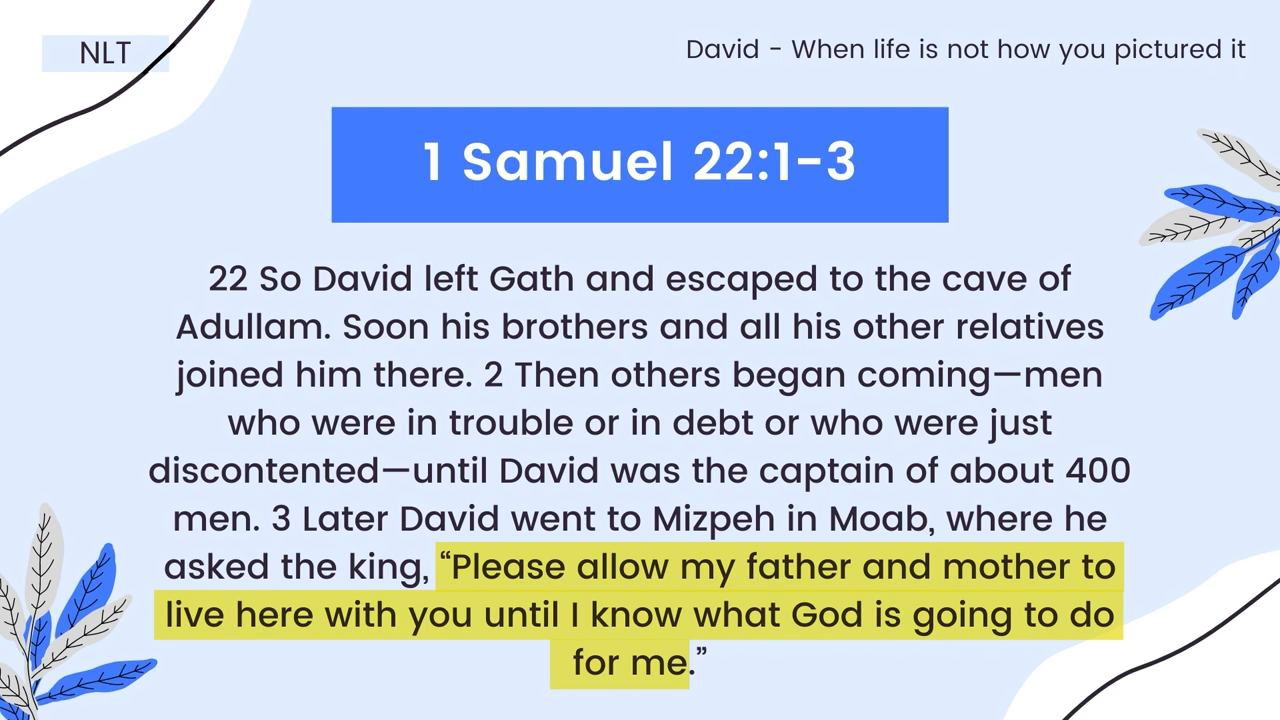 NLT
David - When life is not how you pictured it
1 Samuel 22:1-3
22 So David left Gath and escaped to the cave of
Adullam. Soon his brothers and all his other relatives
joined him there. 2 Then others began coming—men
who were in trouble or in debt or who were just
discontented—until David was the captain of about 400
men. 3 Later David went to Mizpeh in Moab, where he
asked the king, “Please allow my father and mother to
live here with you until I know what God is going to do
for me.”